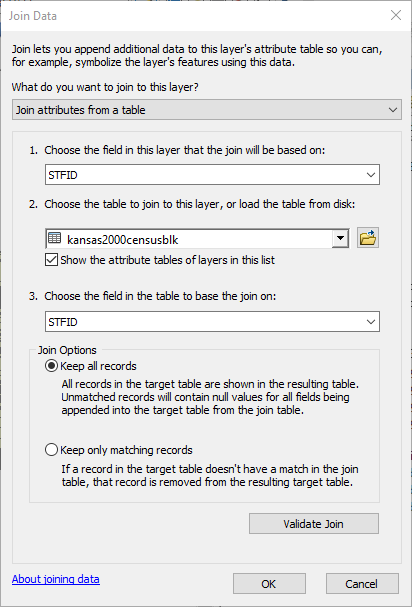 Join Data
Join lets you append additional data to this layer's attribute table so you can,
for example, symbolize the layer's features using this data.
What do you want to join to this layer?
Join attributes from a table
1. Choose the field in this layer that the join will be based on:
STFID
2. Choose the table to join to this layer, or load the table from disk:
kansas2000censusblk
Show the attribute tables of layers in this list
3. Choose the field in the table to base the join on:
STFID
Join Options
Keep all records
All records in the target table are shown in the resulting table.
Unmatched records will contain null values for all fields being
appended into the target table from the join table.
Keep only matching records
If a record in the target table doesn't have a match in the join
table, that record is removed from the resulting target table.
Validate Join
About joining data
OK
Cancel